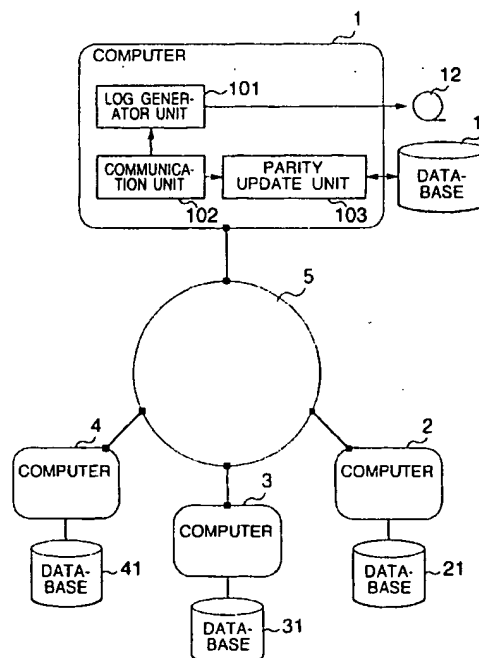 1
COMPUTER
LOG GENER-
ATOR UNIT
101
12
COMMUNICA-
TION UNIT
102
PARITY
UPDATE UNIT
103
1
DATA-
BASE
5
4
COMPUTER
DATA-
BASE
41
3
COMPUTER
DATA-
BASE
31
2
COMPUTER
DATA-
BASE
21